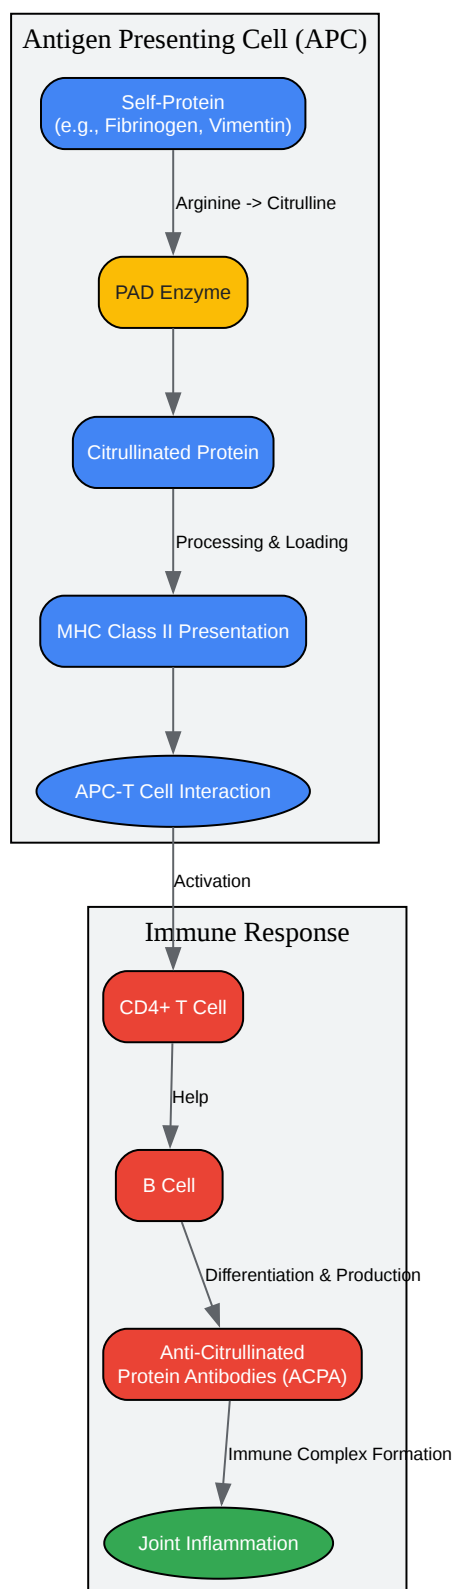 Antigen Presenting Cell (APC)
Self-Protein
(e.g., Fibrinogen, Vimentin)
Arginine -> Citrulline
PAD Enzyme
Citrullinated Protein
Processing & Loading
MHC Class II Presentation
APC-T Cell Interaction
Activation
Immune Response
CD4+ T Cell
Help
B Cell
Differentiation & Production
Anti-Citrullinated
Protein Antibodies (ACPA)
Immune Complex Formation
Joint Inflammation